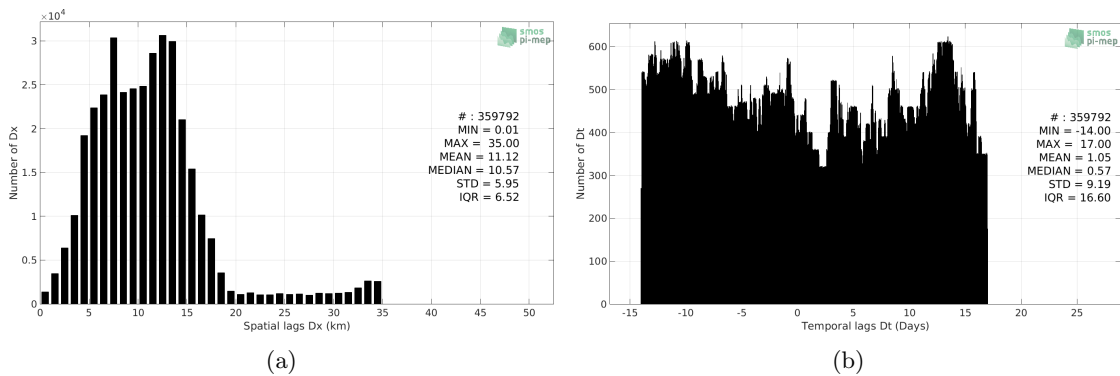 ×10⁴
3
2.5
2
1.5
1
0.5
0
Number of Dx
0 5 10 15 20 25 30 35 40 45 50
Spatial lags Dx (km)
smos
pi-mep
# : 359792
MIN = 0.01
MAX = 35.00
MEAN = 11.12
MEDIAN = 10.57
STD = 5.95
IQR = 6.52
(a)
600
500
400
300
200
100
0
Number of Dt
-15 -10 -5 0 5 10 15 20 25
Temporal lags Dt (Days)
smos
pi-mep
# : 359792
MIN = -14.00
MAX = 17.00
MEAN = 1.05
MEDIAN = 0.57
STD = 9.19
IQR = 16.60
(b)